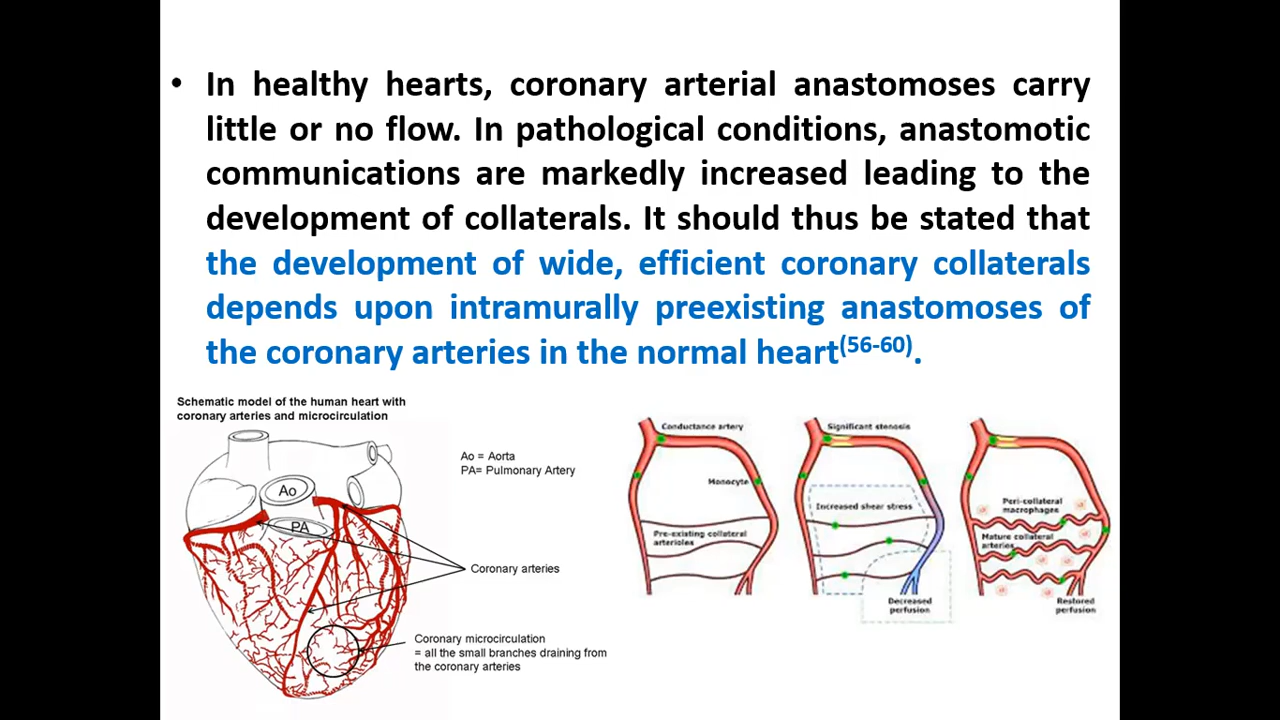 • In healthy hearts, coronary arterial anastomoses carry
little or no flow. In pathological conditions, anastomotic
communications are markedly increased leading to the
development of collaterals. It should thus be stated that
the development of wide, efficient coronary collaterals
depends upon intramurally preexisting anastomoses of
the coronary arteries in the normal heart(56-60).
Schematic model of the human heart with
coronary arteries and microcirculation
Ao = Aorta
PA= Pulmonary Artery
Ao
PA
Coronary arteries
Coronary microcirculation
= all the small branches draining from
the coronary arteries
Conductance artery
Monocyte
Pre-existing collateral
arterioles
Significant stenosis
Increased shear stress
Decreased
perfusion
Peri-collateral
macrophages
Mature collateral
arteries
Restored
perfusion